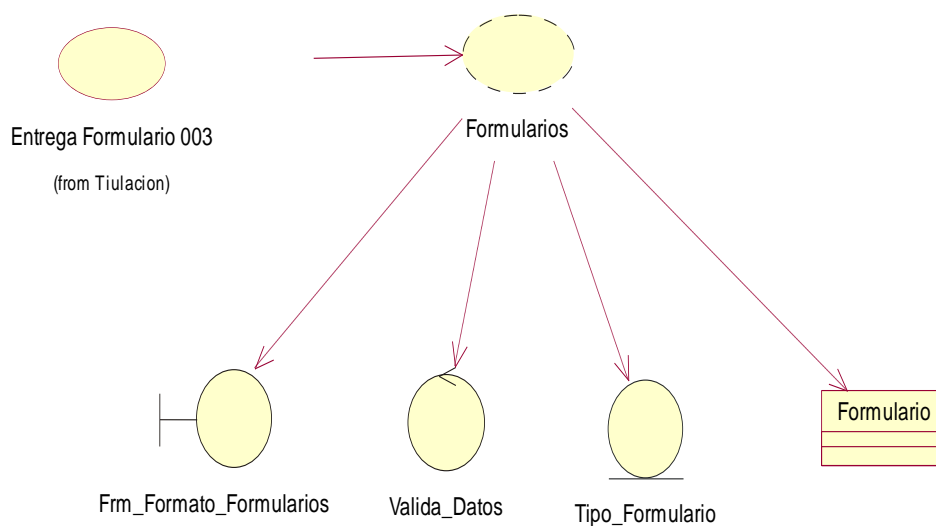 Formularios
Entrega Formulario 003
(from Tiulacion)
Formulario
Frm_Formato_Formularios
Valida_Datos
Tipo_Formulario